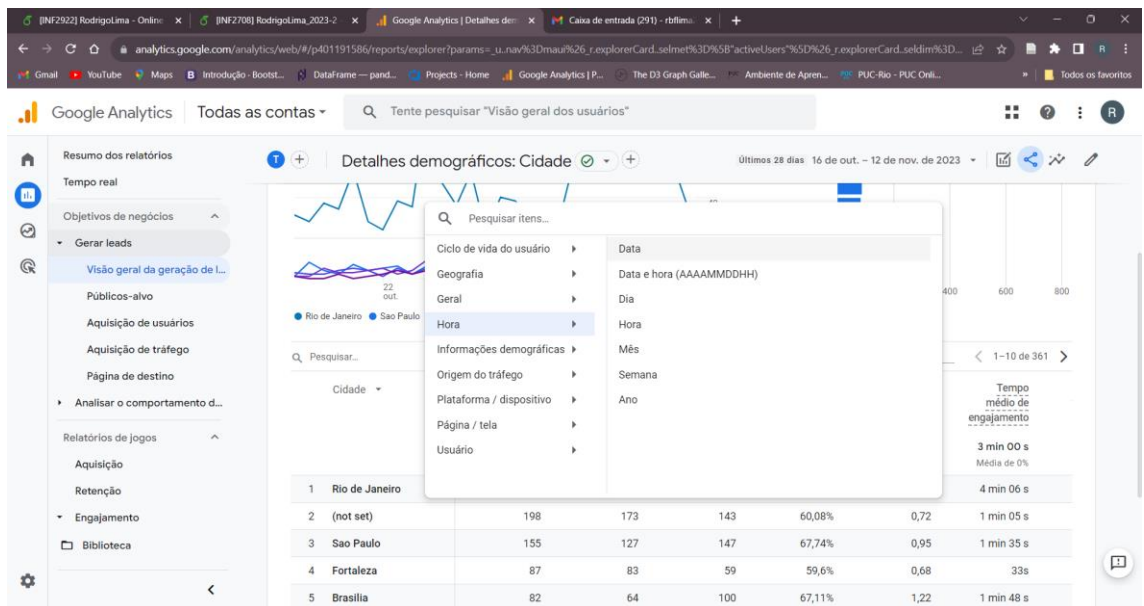 [INF2922] RodrigoLima - Online
[INF2708] RodrigoLima_2023-2
Google Analytics | Detalhes dem
Caixa de entrada (291) - rbflima
analytics.google.com/analytics/web/#/p401191586/reports/explorer?params=_u..nav%3Dmaui%26_r.explorerCard..selmet%3D%5B"activeUsers"%5D%26_r.explorerCard..seldim%3D...
Gmail YouTube Maps Introdução · Bootst... DataFrame — pand... Projects - Home Google Analytics | P... The D3 Graph Galle... Ambiente de Apren... PUC-Rio - PUC Onli... » Todos os favoritos
Google Analytics Todas as contas Tente pesquisar "Visão geral dos usuários" R
Resumo dos relatórios
Tempo real
Objetivos de negócios
Gerar leads
Visão geral da geração de l...
Públicos-alvo
Aquisição de usuários
Aquisição de tráfego
Página de destino
Analisar o comportamento d...
Relatórios de jogos
Aquisição
Retenção
Engajamento
Biblioteca
T Detalhes demográficos: Cidade Últimos 28 dias 16 de out. – 12 de nov. de 2023
22
out.
400 600 800
Rio de Janeiro Sao Paulo
Pesquisar itens...
Ciclo de vida do usuário
Geografia
Geral
Hora
Informações demográficas
Origem do tráfego
Plataforma / dispositivo
Página / tela
Usuário
Data
Data e hora (AAAAMMDDHH)
Dia
Hora
Mês
Semana
Ano
Pesquisar... 1–10 de 361
Cidade
Tempo
médio de
engajamento
3 min 00 s
Média de 0%
1 Rio de Janeiro 4 min 06 s
2 (not set) 198 173 143 60,08% 0,72 1 min 05 s
3 Sao Paulo 155 127 147 67,74% 0,95 1 min 35 s
4 Fortaleza 87 83 59 59,6% 0,68 33s
5 Brasilia 82 64 100 67,11% 1,22 1 min 48 s